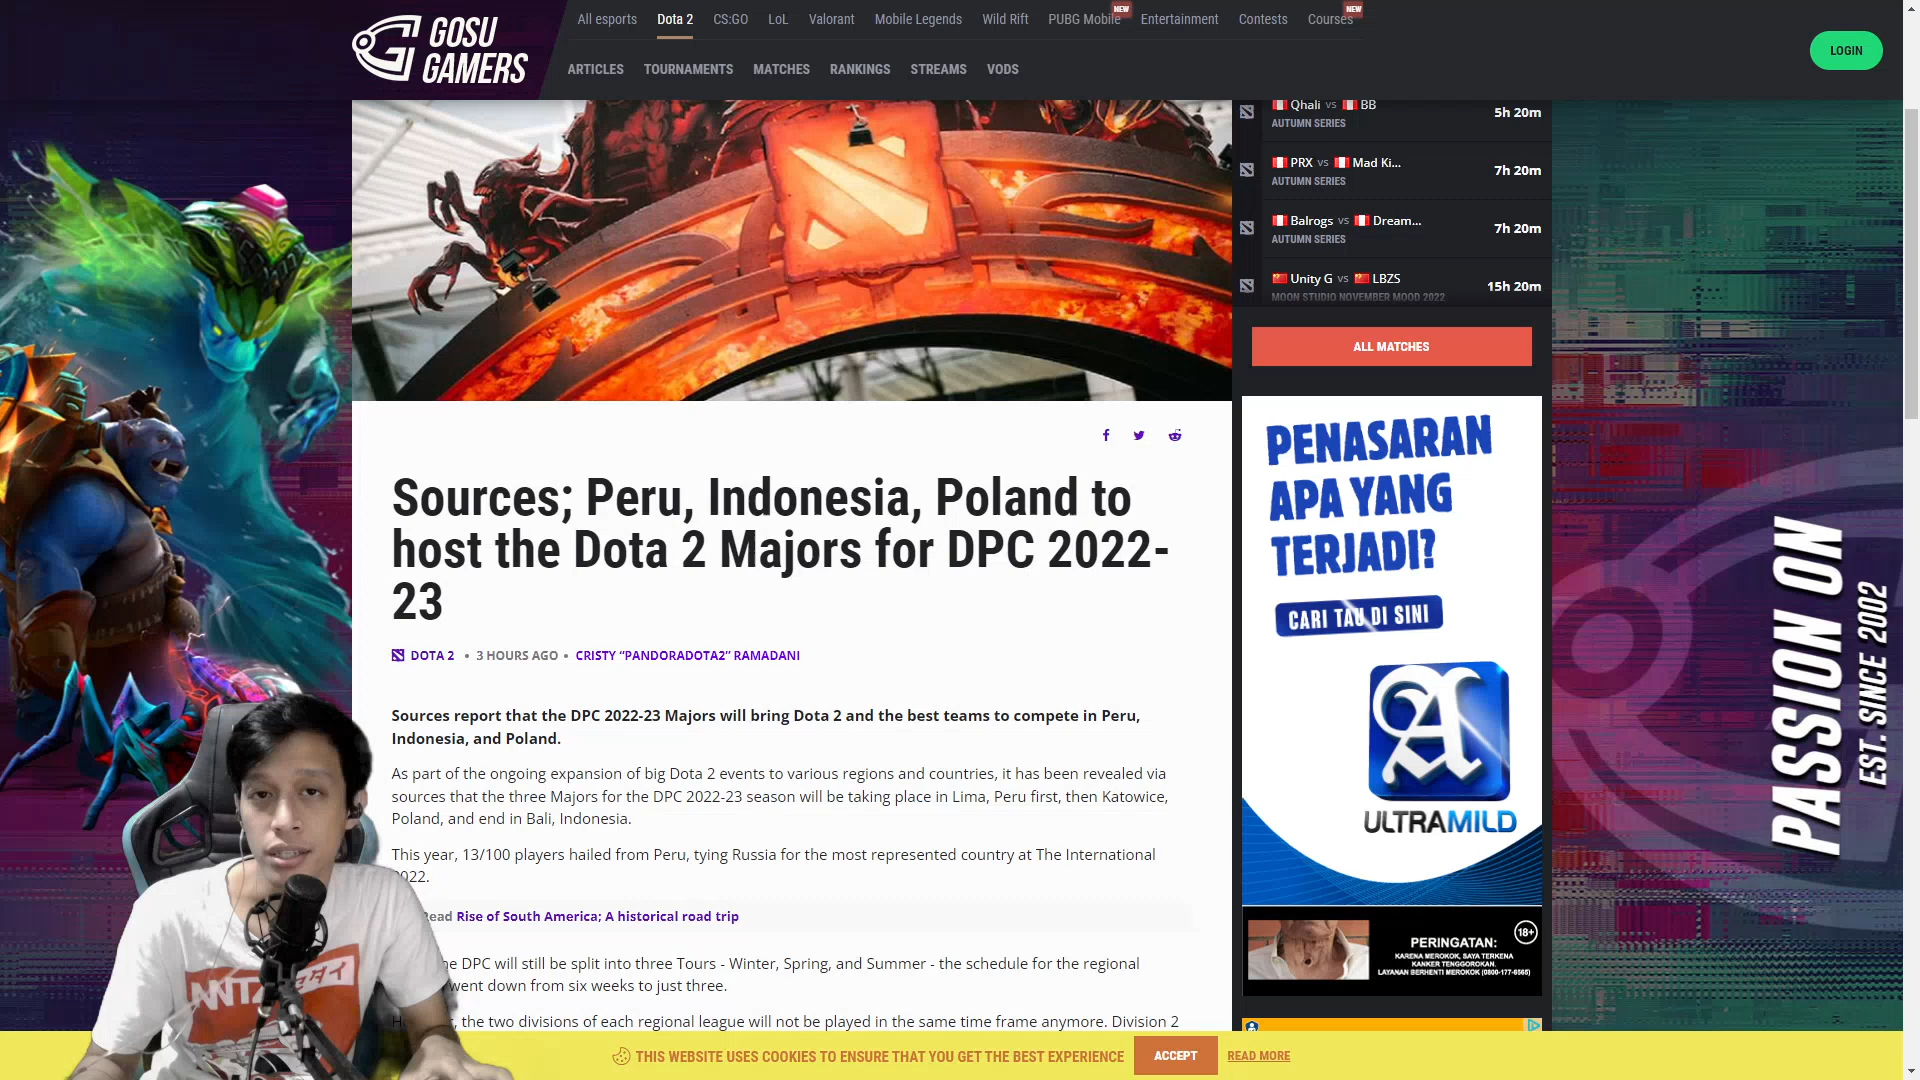 GOSU
GAMERS
All esports
Dota 2
CS:GO
LoL
Valorant
Mobile Legends
Wild Rift
PUBG Mobile
NEW
Entertainment
Contests
Courses
NEW
LOGIN
ARTICLES
TOURNAMENTS
MATCHES
RANKINGS
STREAMS
VODS
Qhali vs BB
AUTUMN SERIES
5h 20m
PRX vs Mad Ki...
AUTUMN SERIES
7h 20m
Balrogs vs Dream...
AUTUMN SERIES
7h 20m
Unity G vs LBZS
MOON STUDIO NOVEMBER MOOD 2022
15h 20m
ALL MATCHES
Sources; Peru, Indonesia, Poland to
host the Dota 2 Majors for DPC 2022-
23
DOTA 2 • 3 HOURS AGO • CRISTY “PANDORADOTA2” RAMADANI
Sources report that the DPC 2022-23 Majors will bring Dota 2 and the best teams to compete in Peru,
Indonesia, and Poland.
As part of the ongoing expansion of big Dota 2 events to various regions and countries, it has been revealed via
sources that the three Majors for the DPC 2022-23 season will be taking place in Lima, Peru first, then Katowice,
Poland, and end in Bali, Indonesia.
This year, 13/100 players hailed from Peru, tying Russia for the most represented country at The International
2022.
Read Rise of South America; A historical road trip
DPC will still be split into three Tours - Winter, Spring, and Summer - the schedule for the regional
went down from six weeks to just three.
the two divisions of each regional league will not be played in the same time frame anymore. Division 2
PENASARAN
APA YANG
TERJADI?
CARI TAU DI SINI
A
ULTRAMILD
18+
PERINGATAN:
KARENA MEROKOK, SAYA TERKENA
KANKER TENGGOROKAN.
LAYANAN BERHENTI MEROKOK (0800-177-6565)
PASSION ON
EST. SINCE 2002
THIS WEBSITE USES COOKIES TO ENSURE THAT YOU GET THE BEST EXPERIENCE
ACCEPT
READ MORE